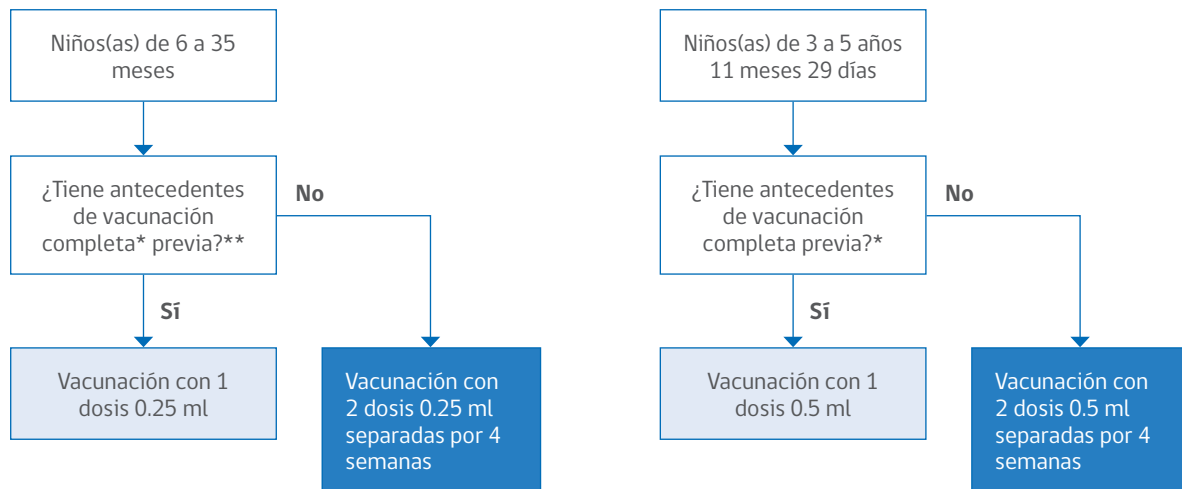 Niños(as) de 6 a 35
meses
¿Tiene antecedentes
de vacunación
completa* previa?**
No
Sí
Vacunación con 1
dosis 0.25 ml
Vacunación con
2 dosis 0.25 ml
separadas por 4
semanas
Niños(as) de 3 a 5 años
11 meses 29 días
¿Tiene antecedentes
de vacunación
completa previa?*
No
Sí
Vacunación con 1
dosis 0.5 ml
Vacunación con
2 dosis 0.5 ml
separadas por 4
semanas